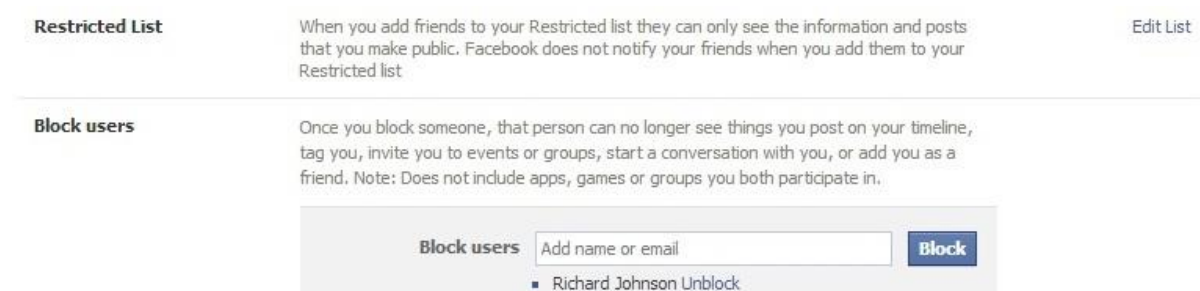 Restricted List
When you add friends to your Restricted list they can only see the information and posts
that you make public. Facebook does not notify your friends when you add them to your
Restricted list
Edit List
Block users
Once you block someone, that person can no longer see things you post on your timeline,
tag you, invite you to events or groups, start a conversation with you, or add you as a
friend. Note: Does not include apps, games or groups you both participate in.
Block users Add name or email Block
Richard Johnson Unblock